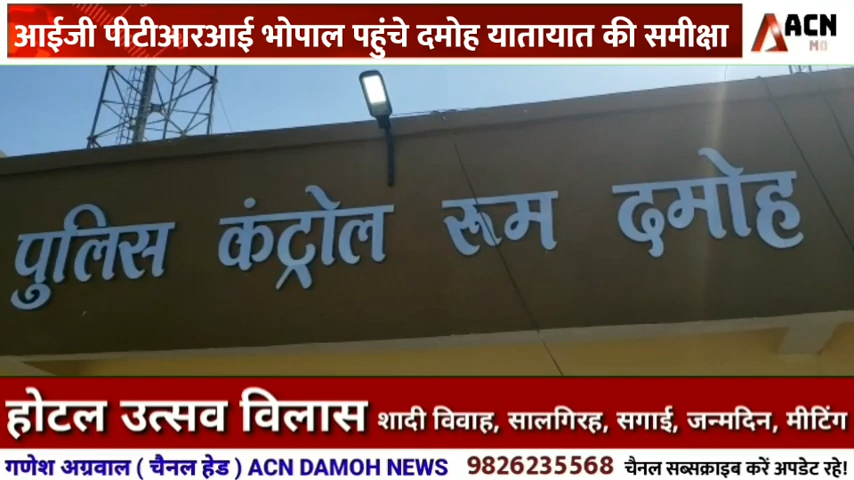 आईजी पीटीआरआई भोपाल पहुंचे दमोह यातायात की समीक्षा
ACN
MD
पुलिस कंट्रोल रूम दमोह
होटल उत्सव विलास शादी विवाह, सालगिरह, सगाई, जन्मदिन, मीटिंग
गणेश अग्रवाल ( चैनल हेड ) ACN DAMOH NEWS 9826235568 चैनल सब्सक्राइब करें अपडेट रहे!